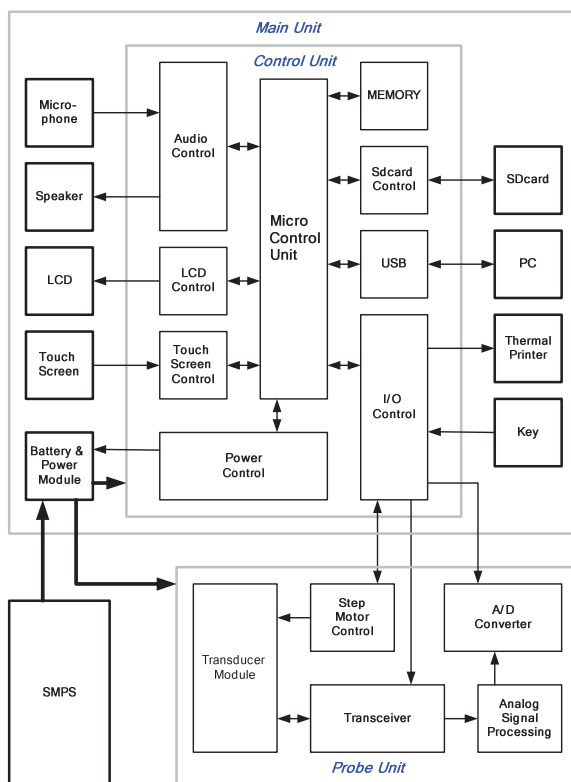 Main Unit
Control Unit
Micro-
phone
Audio
Control
MEMORY
Speaker
Sdcard
Control
SDcard
Micro
Control
Unit
LCD
LCD
Control
USB
PC
Touch
Screen
Touch
Screen
Control
I/O
Control
Thermal
Printer
Key
Battery &
Power
Module
Power
Control
SMPS
Transducer
Module
Step
Motor
Control
A/D
Converter
Transceiver
Analog
Signal
Processing
Probe Unit